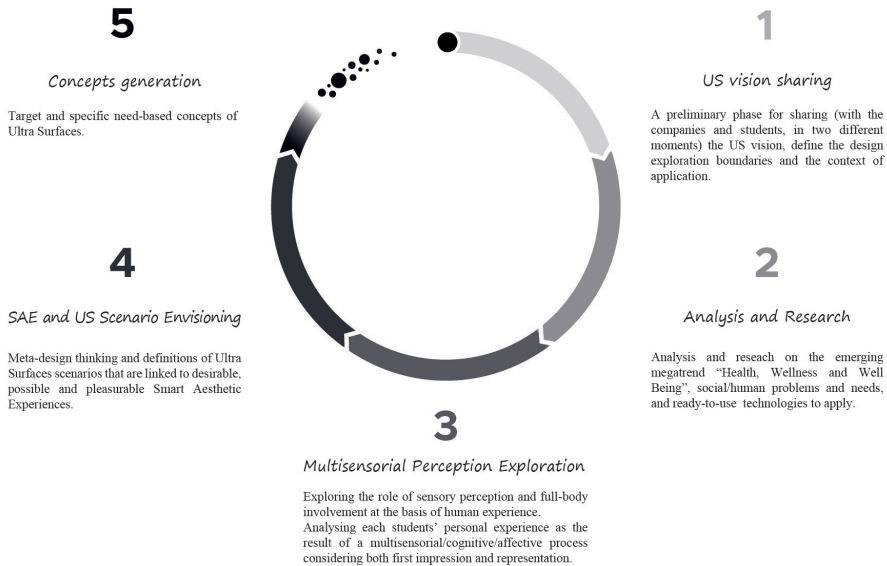 1
US vision sharing
A preliminary phase for sharing (with the
companies and students, in two different
moments) the US vision, define the design
exploration boundaries and the context of
application.
2
Analysis and Research
Analysis and reseach on the emerging
megatrend “Health, Wellness and Well
Being”, social/human problems and needs,
and ready-to-use technologies to apply.
3
Multisensorial Perception Exploration
Exploring the role of sensory perception and full-body
involvement at the basis of human experience.
Analysing each students’ personal experience as the
result of a multisensorial/cognitive/affective process
considering both first impression and representation.
4
SAE and US Scenario Envisioning
Meta-design thinking and definitions of Ultra
Surfaces scenarios that are linked to desirable,
possible and pleasurable Smart Aesthetic
Experiences.
5
Concepts generation
Target and specific need-based concepts of
Ultra Surfaces.